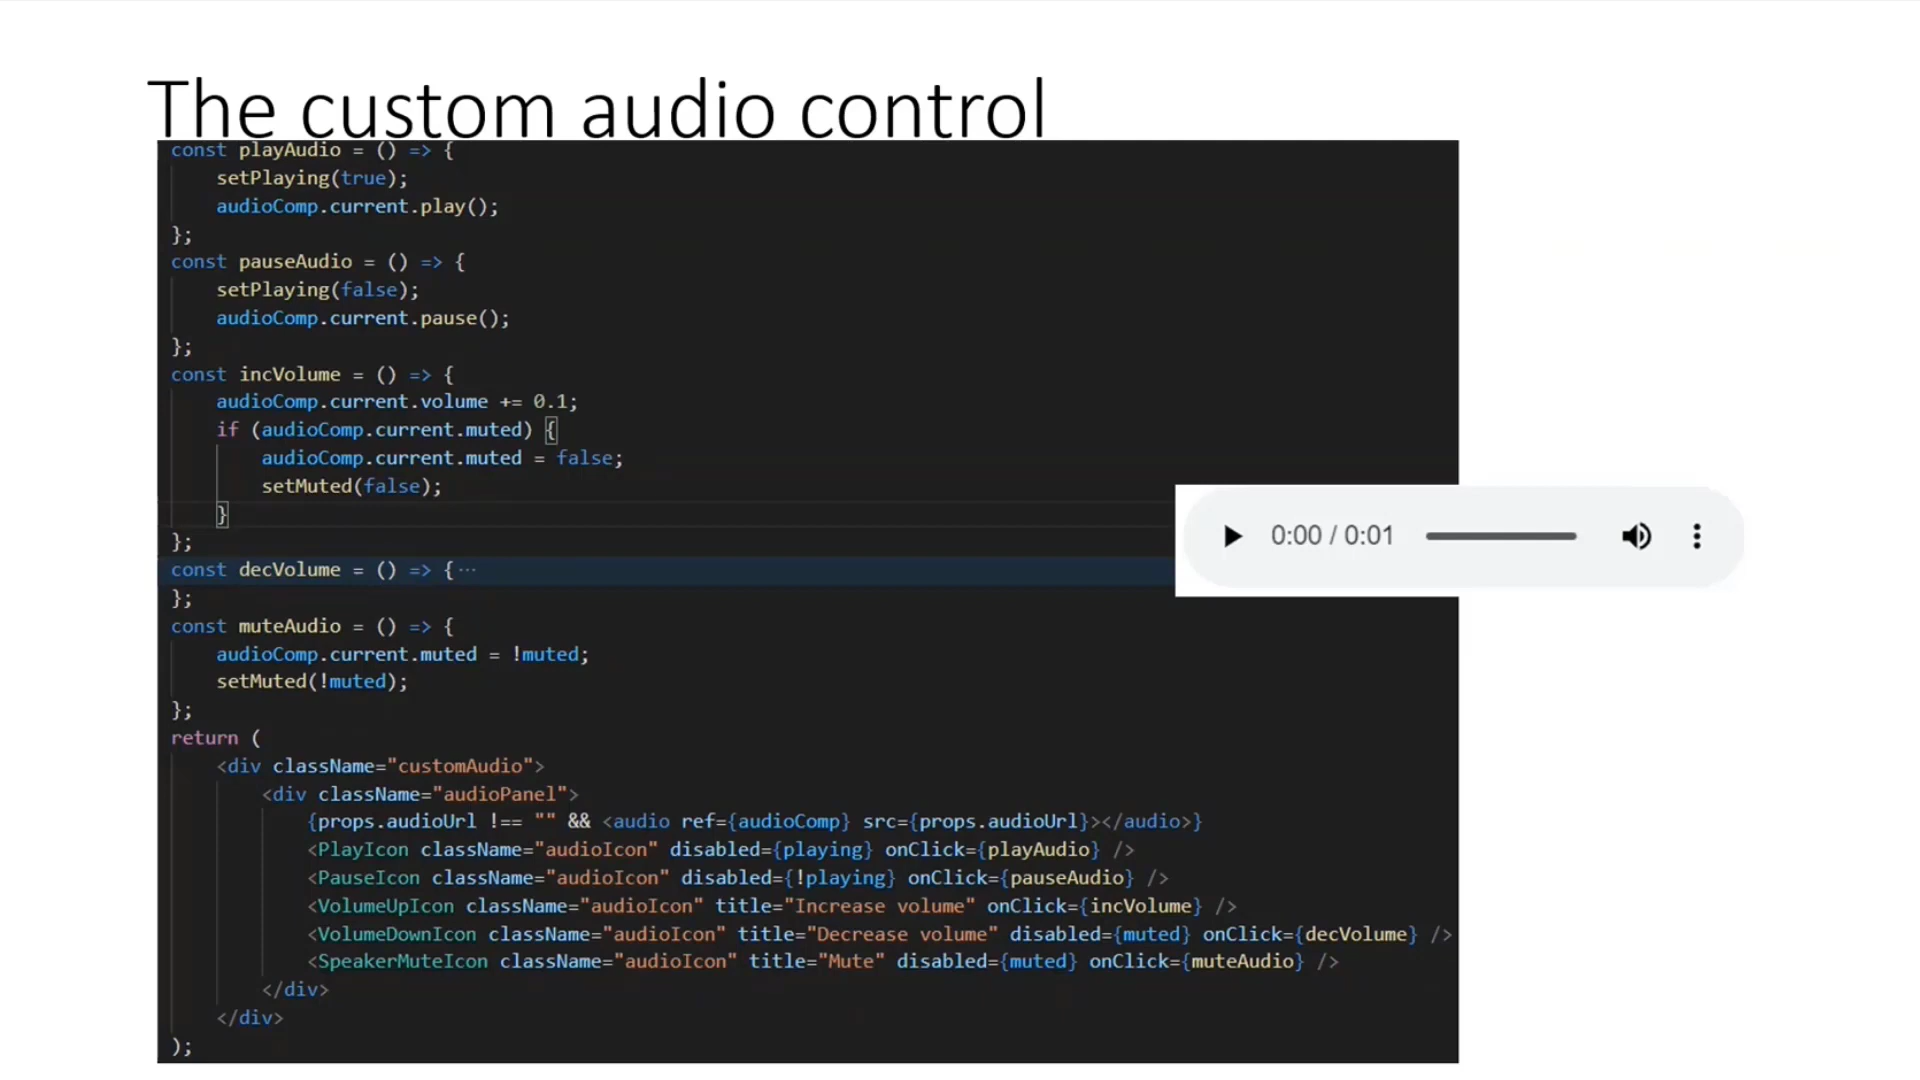 The custom audio control
const playAudio = () => {
    setPlaying(true);
    audioComp.current.play();
};
const pauseAudio = () => {
    setPlaying(false);
    audioComp.current.pause();
};
const incVolume = () => {
    audioComp.current.volume += 0.1;
    if (audioComp.current.muted) {
        audioComp.current.muted = false;
        setMuted(false);
    }
};
const decVolume = () => {···
};
const muteAudio = () => {
    audioComp.current.muted = !muted;
    setMuted(!muted);
};
return (
    <div className="customAudio">
        <div className="audioPanel">
            {props.audioUrl !== "" && <audio ref={audioComp} src={props.audioUrl}></audio>}
            <PlayIcon className="audioIcon" disabled={playing} onClick={playAudio} />
            <PauseIcon className="audioIcon" disabled={!playing} onClick={pauseAudio} />
            <VolumeUpIcon className="audioIcon" title="Increase volume" onClick={incVolume} />
            <VolumeDownIcon className="audioIcon" title="Decrease volume" disabled={muted} onClick={decVolume} />
            <SpeakerMuteIcon className="audioIcon" title="Mute" disabled={muted} onClick={muteAudio} />
        </div>
    </div>
);
0:00 / 0:01